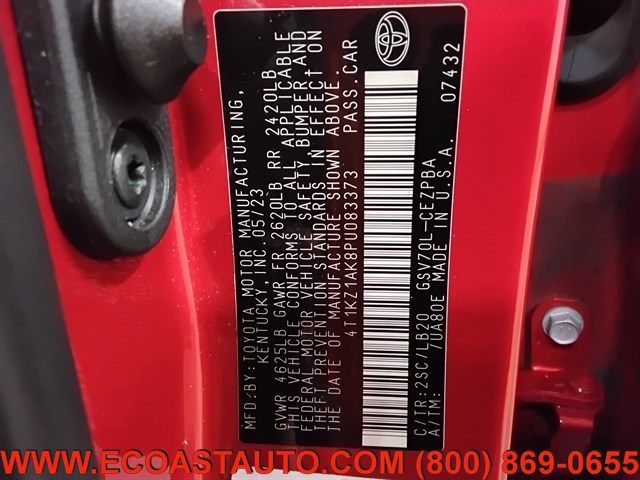 MFD.BY:TOYOTA MOTOR MANUFACTURING,
KENTUCKY, INC. 05/23
GVWR 4625LB GAWR FR 2620LB RR 2420LB
THIS VEHICLE CONFORMS TO ALL APPLICABLE
FEDERAL MOTOR VEHICLE SAFETY, BUMPER, AND
THEFT PREVENTION STANDARDS IN EFFECT ON
THE DATE OF MANUFACTURE SHOWN ABOVE.
4T1KZ1AK8PU083373 PASS.CAR
C/TR:2SC/LB20 GSV70L-CEZPBA 07432
A/TM: 7UA80E MADE IN U.S.A.
WWW.ECOASTAUTO.COM (800) 869-0655